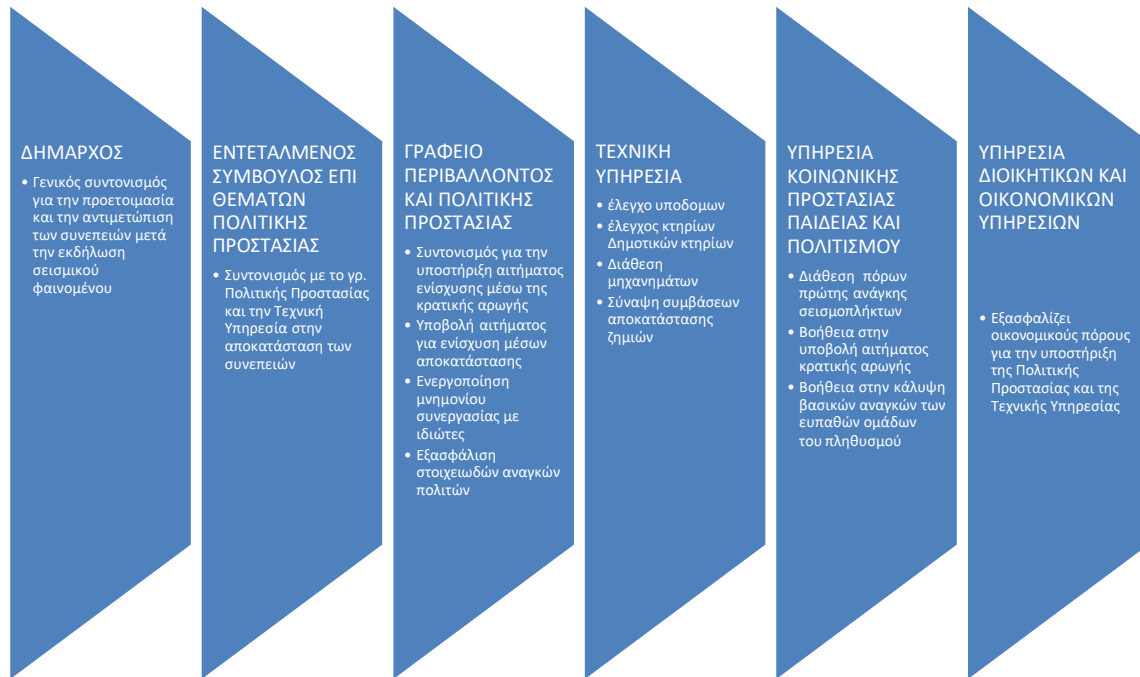 ΔΗΜΑΡΧΟΣ
• Γενικός συντονισμός
για την προετοιμασία
και την αντιμετώπιση
των συνεπειών μετά
την εκδήλωση
σεισμικού
φαινομένου
ΕΝΤΕΤΑΛΜΕΝΟΣ
ΣΥΜΒΟΥΛΟΣ ΕΠΙ
ΘΕΜΑΤΩΝ
ΠΟΛΙΤΙΚΗΣ
ΠΡΟΣΤΑΣΙΑΣ
• Συντονισμός με το γρ.
Πολιτικής Προστασίας
και την Τεχνική
Υπηρεσία στην
αποκατάσταση των
συνεπειών
ΓΡΑΦΕΙΟ
ΠΕΡΙΒΑΛΛΟΝΤΟΣ
ΚΑΙ ΠΟΛΙΤΙΚΗΣ
ΠΡΟΣΤΑΣΙΑΣ
• Συντονισμός για την
υποστήριξη αιτήματος
ενίσχυσης μέσω της
κρατικής αρωγής
• Υποβολή αιτήματος
για ενίσχυση μέσων
αποκατάστασης
• Ενεργοποίηση
μνημονίου
συνεργασίας με
ιδιώτες
• Εξασφάλιση
στοιχειωδών αναγκών
πολιτών
ΤΕΧΝΙΚΗ
ΥΠΗΡΕΣΙΑ
• έλεγχο υποδομων
• έλεγχος κτηρίων
Δημοτικών κτηρίων
• Διάθεση
μηχανημάτων
• Σύναψη συμβάσεων
αποκατάστασης
ζημιών
ΥΠΗΡΕΣΙΑ
ΚΟΙΝΩΝΙΚΗΣ
ΠΡΟΣΤΑΣΙΑΣ
ΠΑΙΔΕΙΑΣ ΚΑΙ
ΠΟΛΙΤΙΣΜΟΥ
• Διάθεση πόρων
πρώτης ανάγκης
σεισμοπλήκτων
• Βοήθεια στην
υποβολή αιτήματος
κρατικής αρωγής
• Βοήθεια στην κάλυψη
βασικών αναγκών των
ευπαθών ομάδων
του πληθυσμού
ΥΠΗΡΕΣΙΑ
ΔΙΟΙΚΗΤΙΚΩΝ ΚΑΙ
ΟΙΚΟΝΟΜΙΚΩΝ
ΥΠΗΡΕΣΙΩΝ
• Εξασφαλίζει
οικονομικούς πόρους
για την υποστήριξη
της Πολιτικής
Προστασίας και της
Τεχνικής Υπηρεσίας